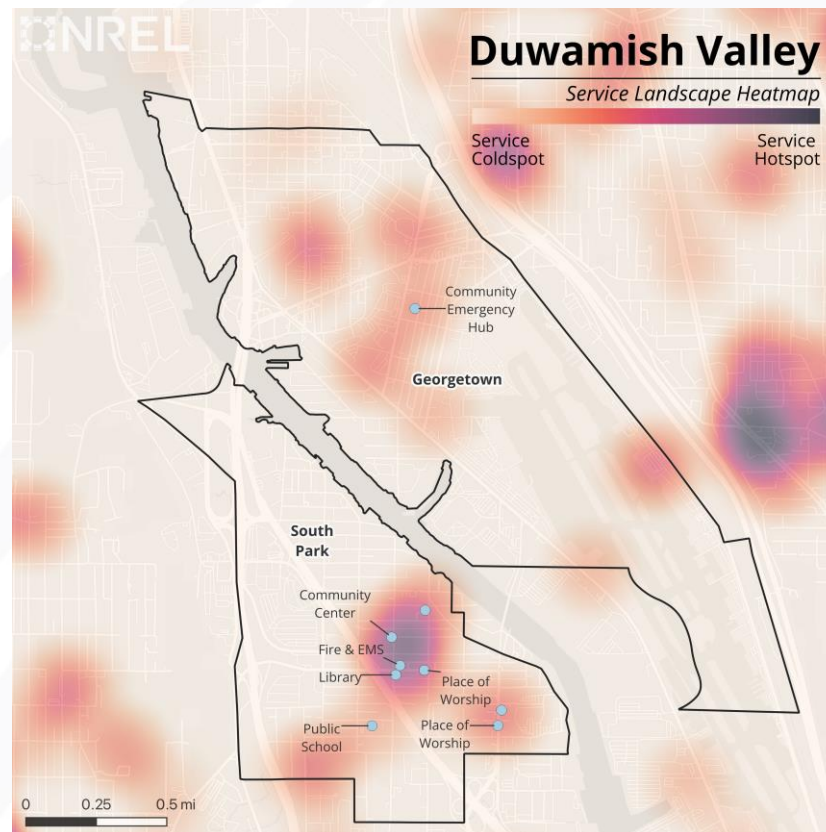 NREL
Duwamish Valley
Service Landscape Heatmap
Service
Coldspot
Service
Hotspot
Community
Emergency
Hub
Georgetown
South
Park
Community
Center
Fire & EMS
Library
Place of
Worship
Public
School
Place of
Worship
0 0.25 0.5 mi